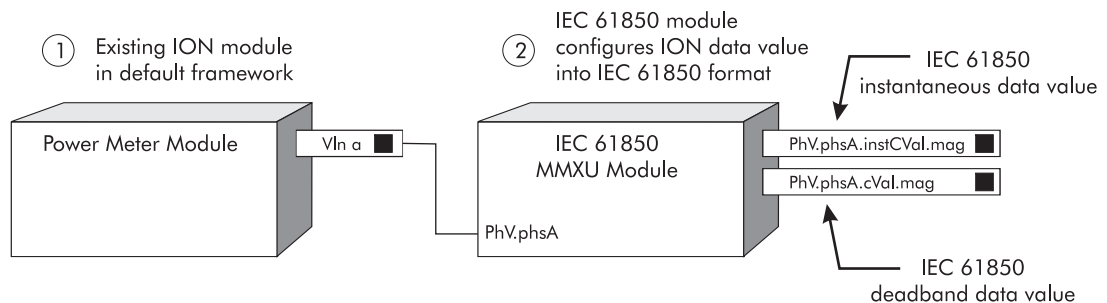 1 Existing ION module
in default framework
2 IEC 61850 module
configures ION data value
into IEC 61850 format
IEC 61850
instantaneous data value
Power Meter Module
Vln a
IEC 61850
MMXU Module
PhV.phsA
PhV.phsA.instCVal.mag
PhV.phsA.cVal.mag
IEC 61850
deadband data value